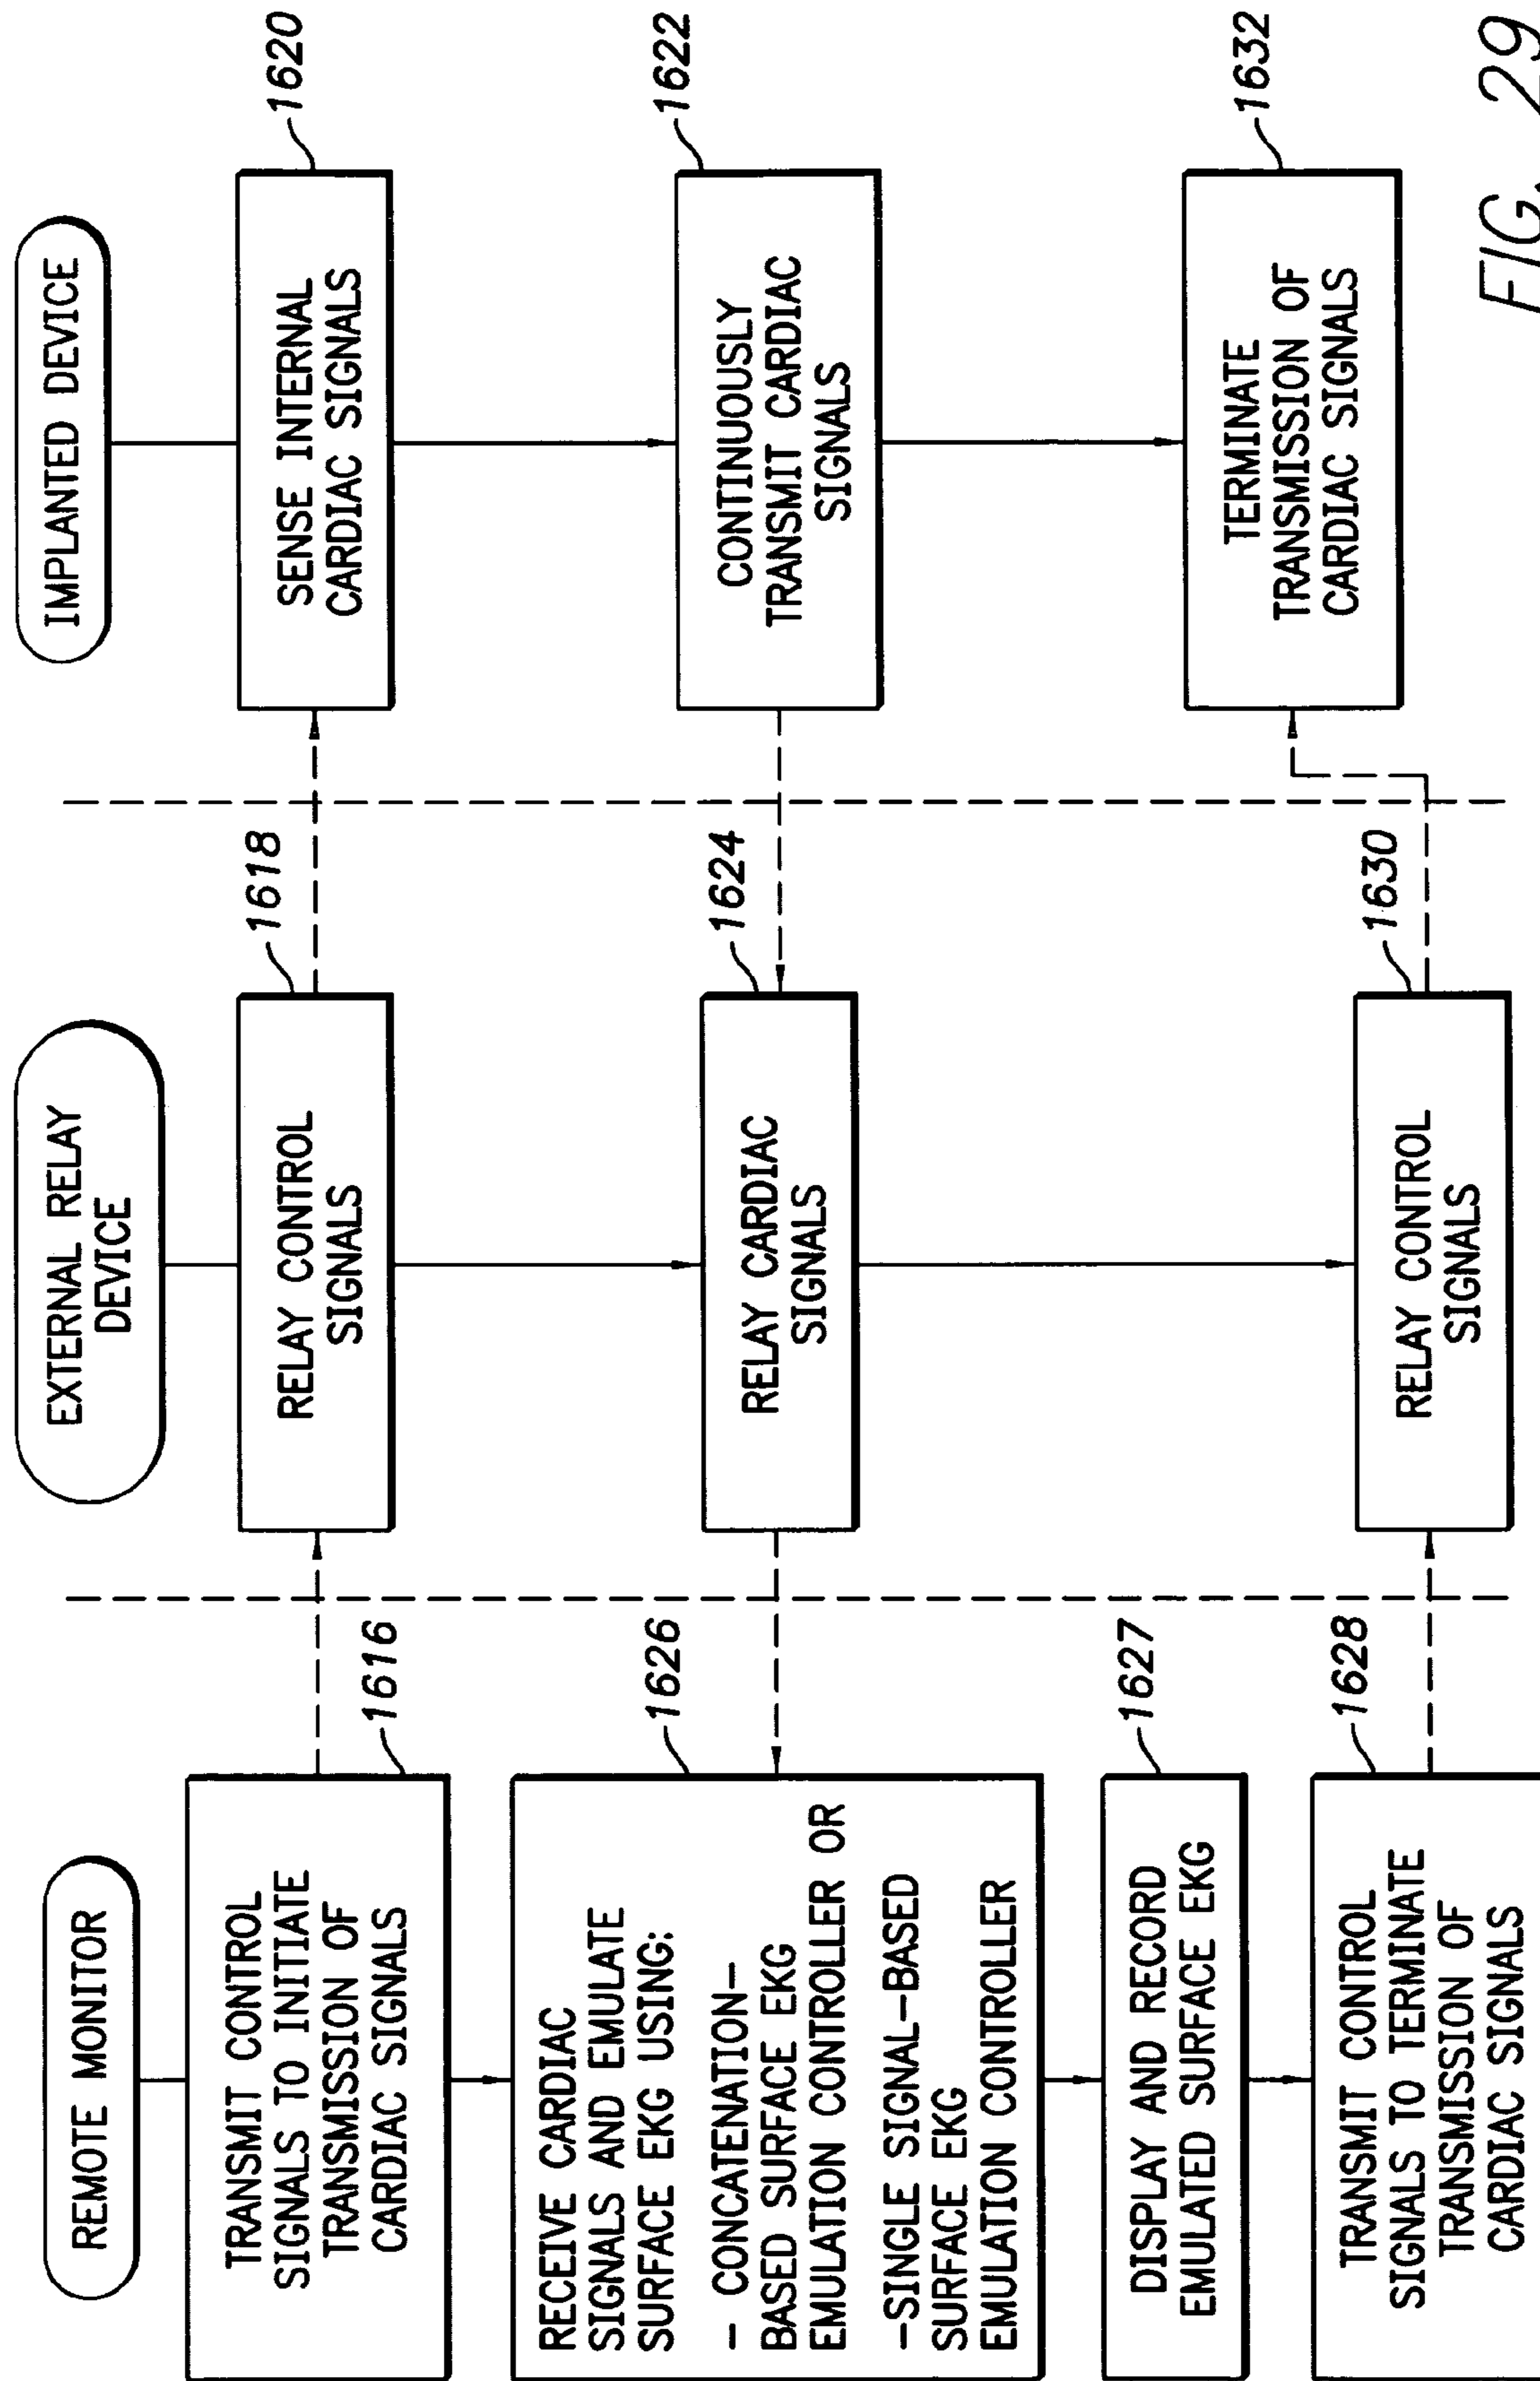 REMOTE MONITOR
TRANSMIT CONTROL
SIGNALS TO INITIATE
TRANSMISSION OF
CARDIAC SIGNALS
1616
RECEIVE CARDIAC
SIGNALS AND EMULATE
SURFACE EKG USING:
- CONCATENATION-
BASED SURFACE EKG
EMULATION CONTROLLER OR
-SINGLE SIGNAL-BASED
SURFACE EKG
EMULATION CONTROLLER
1626
DISPLAY AND RECORD
EMULATED SURFACE EKG
1627
TRANSMIT CONTROL
SIGNALS TO TERMINATE
TRANSMISSION OF
CARDIAC SIGNALS
1628
EXTERNAL RELAY
DEVICE
RELAY CONTROL
SIGNALS
1618
RELAY CARDIAC
SIGNALS
1624
RELAY CONTROL
SIGNALS
1630
IMPLANTED DEVICE
SENSE INTERNAL
CARDIAC SIGNALS
1620
CONTINUOUSLY
TRANSMIT CARDIAC
SIGNALS
1622
TERMINATE
TRANSMISSION OF
CARDIAC SIGNALS
1632
FIG. 29